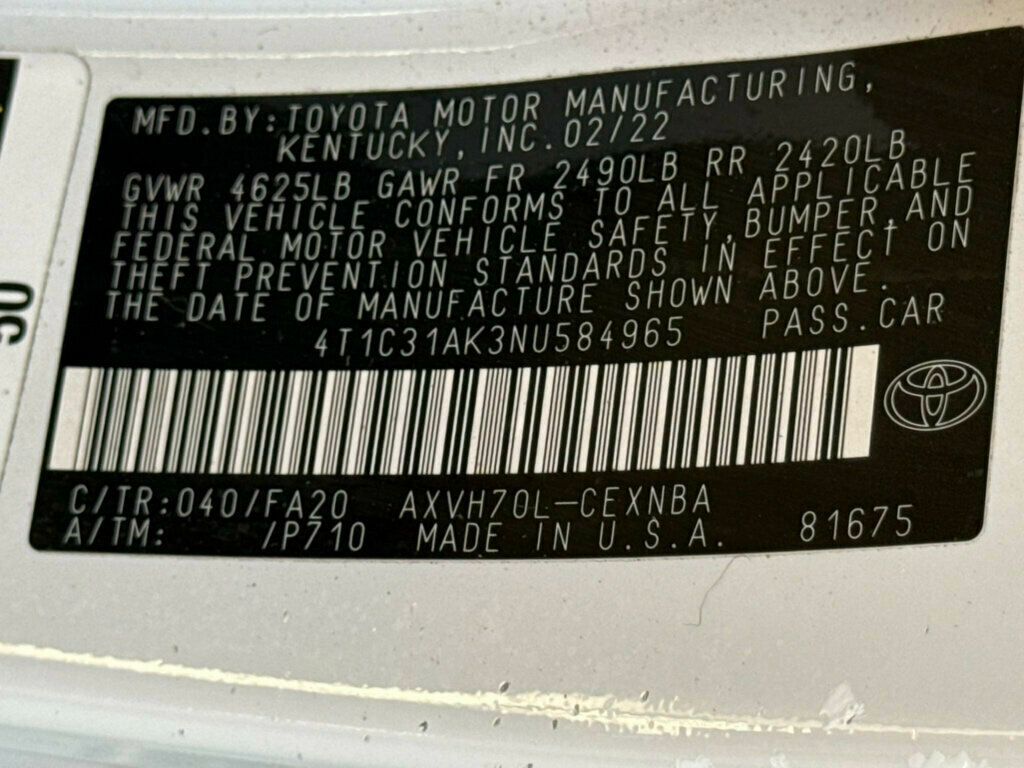 MFD.BY:TOYOTA MOTOR MANUFACTURING,
KENTUCKY, INC. 02/22
GVWR 4625LB GAWR FR 2490LB RR 2420LB
THIS VEHICLE CONFORMS TO ALL APPLICABLE
FEDERAL MOTOR VEHICLE SAFETY, BUMPER, AND
THEFT PREVENTION STANDARDS IN EFFECT ON
THE DATE OF MANUFACTURE SHOWN ABOVE.
4T1C31AK3NU584965 PASS.CAR
C/TR:040/FA20 AXVH70L-CEXNBA
A/TM: /P710 MADE IN U.S.A. 81675